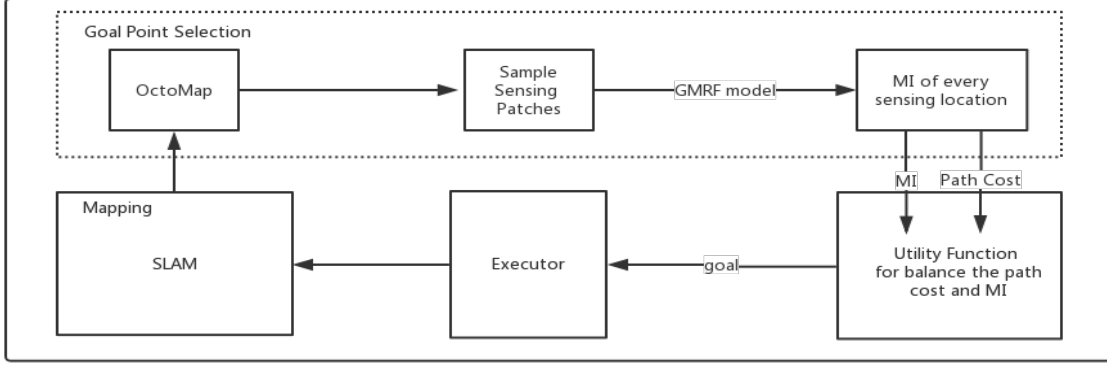 Goal Point Selection
OctoMap
Sample
Sensing
Patches
GMRF model
MI of every
sensing location
MI
Path Cost
Mapping
SLAM
Executor
goal
Utility Function
for balance the path
cost and MI